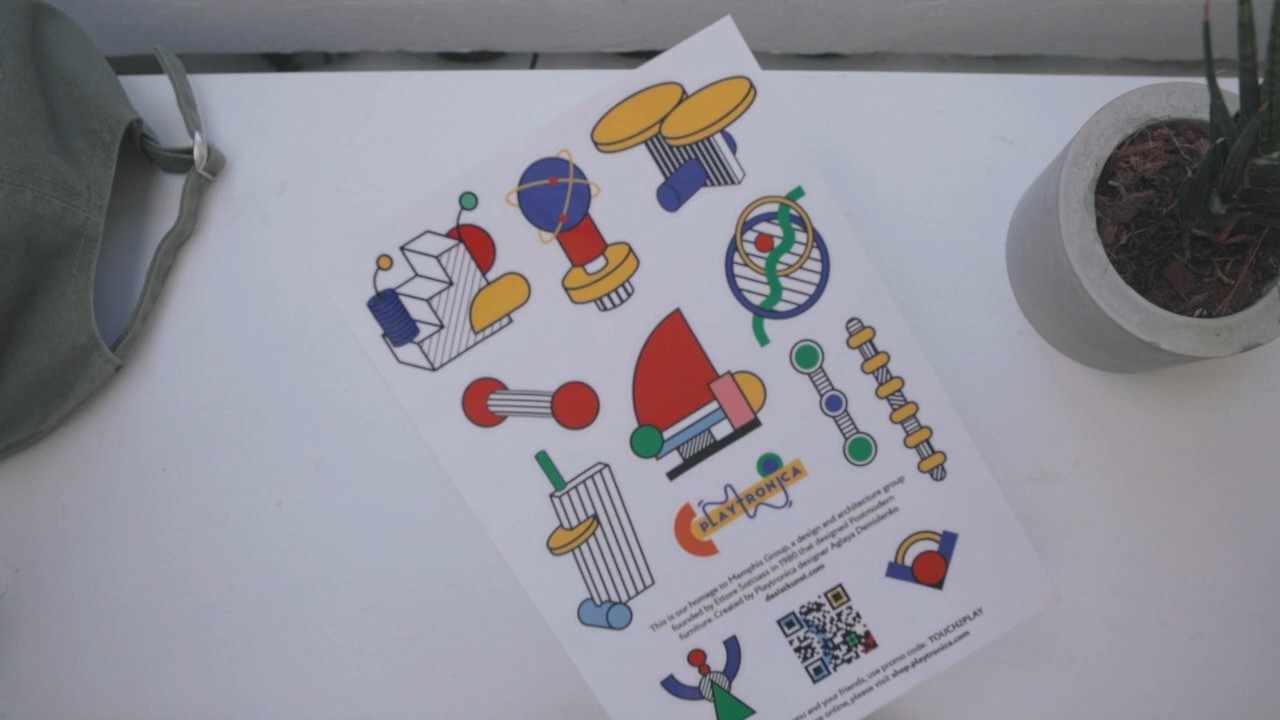 PLAYTRONICA
This is our homage to Memphis Group, a design and architecture group
founded by Ettore Sottsass in 1980 that designed Postmodern
furniture. Created by Playtronica designer Aglaya Demidenko
desistkunst.com
you and your friends, use promo code: TOUCH2PLAY
online, please visit shop.playtronica.com